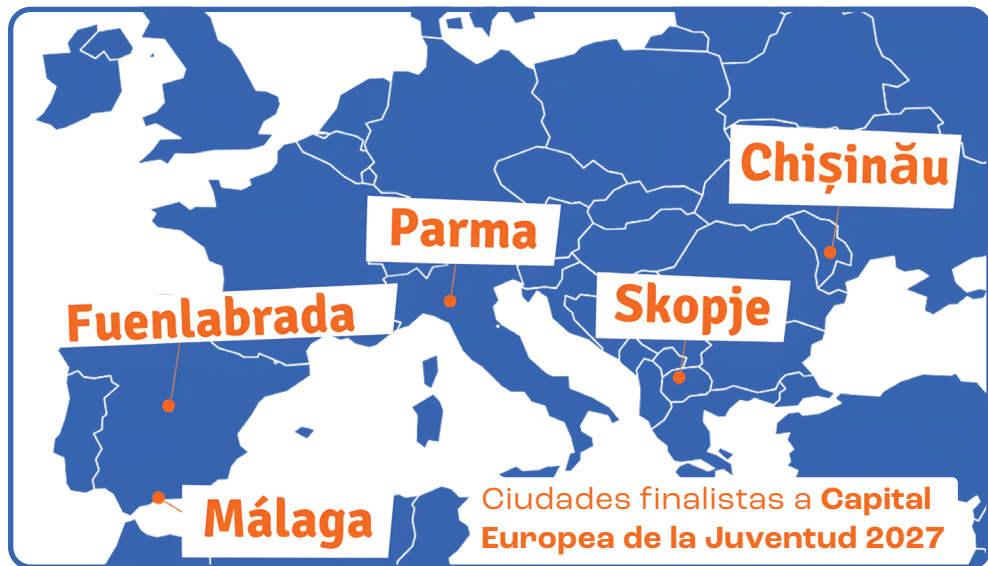 Chișinău
Parma
Skopje
Fuenlabrada
Málaga
Ciudades finalistas a Capital
Europea de la Juventud 2027